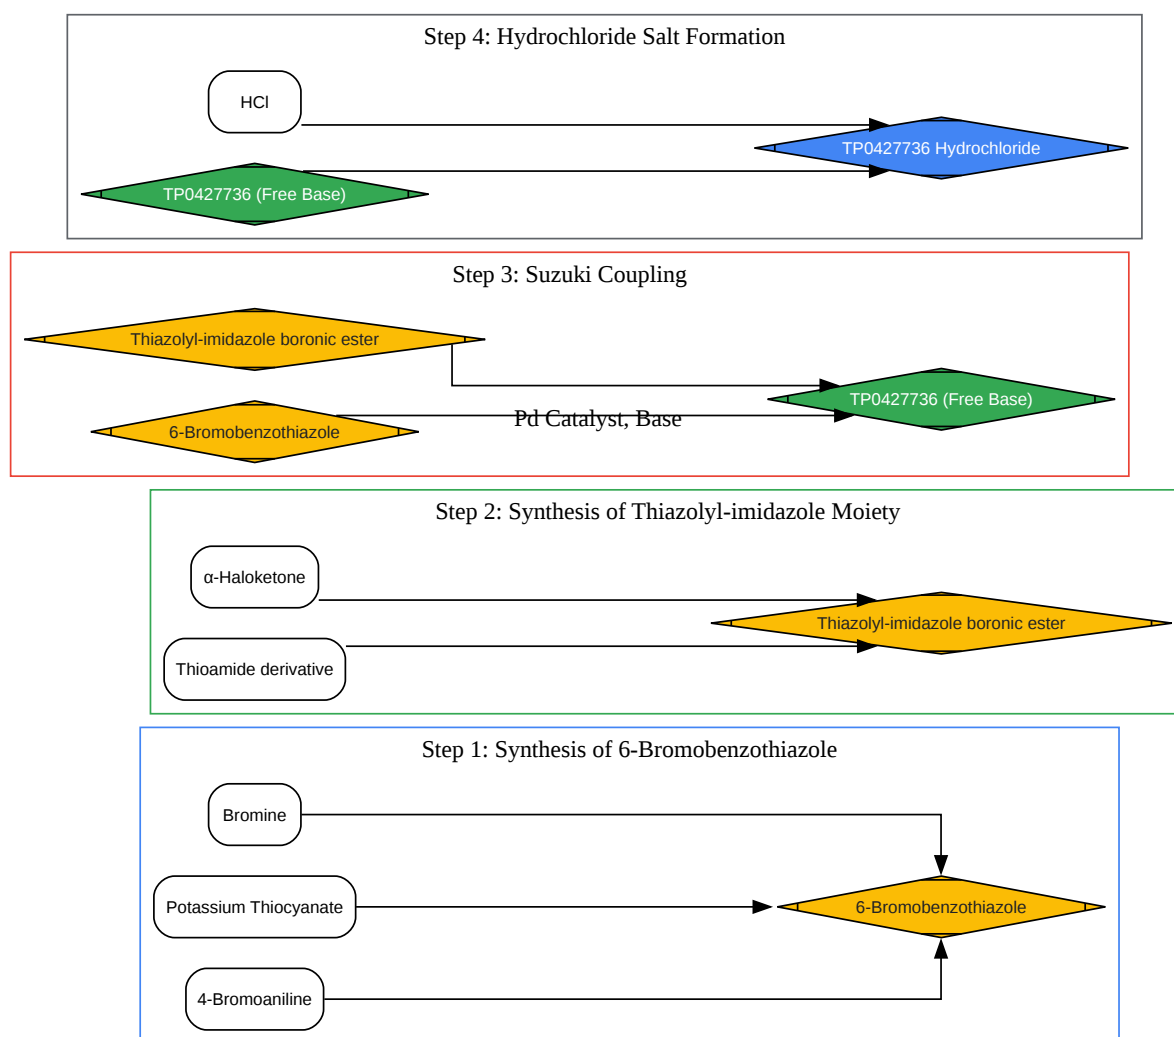 Step 4: Hydrochloride Salt Formation
HCl
TP0427736 Hydrochloride
TP0427736 (Free Base)
Step 3: Suzuki Coupling
Thiazolyl-imidazole boronic ester
TP0427736 (Free Base)
Pd Catalyst, Base
6-Bromobenzothiazole
Step 2: Synthesis of Thiazolyl-imidazole Moiety
α-Haloketone
Thiazolyl-imidazole boronic ester
Thioamide derivative
Step 1: Synthesis of 6-Bromobenzothiazole
Bromine
Potassium Thiocyanate
6-Bromobenzothiazole
4-Bromoaniline